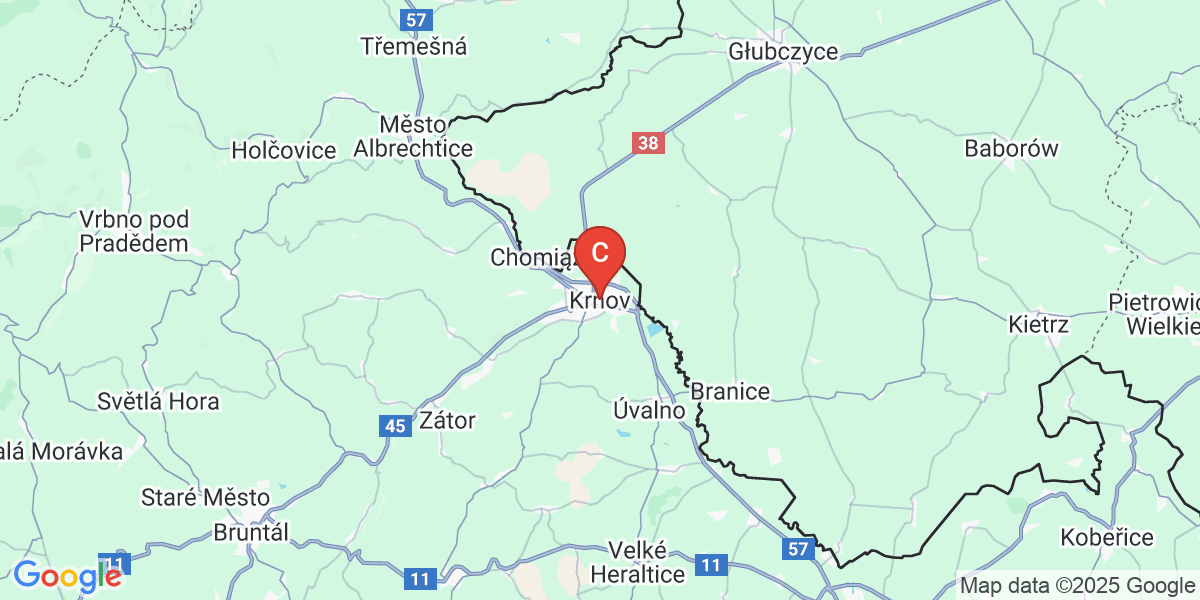 57
Třemešná
Głubczyce
Město
Albrechtice
38
Holčovice
Baborów
Vrbno pod
Pradědem
C
Krnov
Pietrowic
Wielkie
Kietrz
Branice
Světlá Hora
Úvalno
45
Zátor
alá Morávka
Staré Město
Bruntál
Kobeřice
57
Velké
Heraltice
11
11
11
Google
Map data ©2025 Google